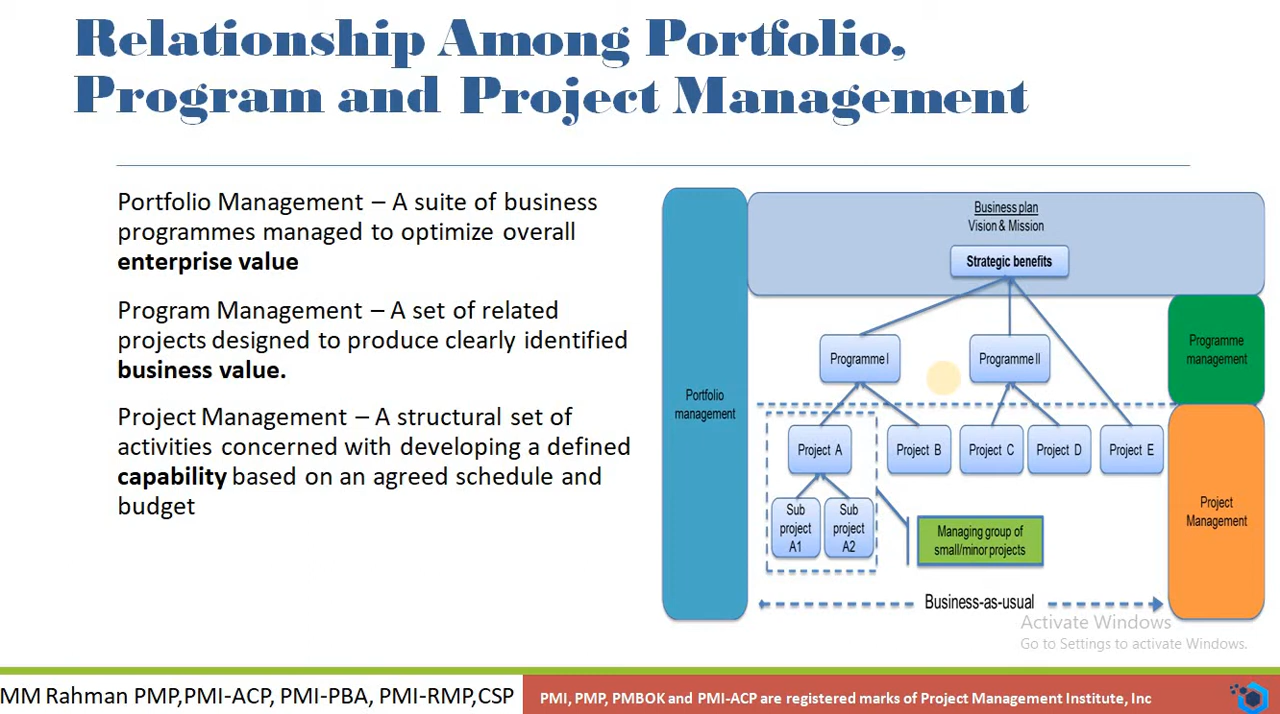 Relationship Among Portfolio,
Program and Project Management
Portfolio Management – A suite of business
programmes managed to optimize overall
enterprise value
Program Management – A set of related
projects designed to produce clearly identified
business value.
Project Management – A structural set of
activities concerned with developing a defined
capability based on an agreed schedule and
budget
Portfolio
management
Business plan
Vision & Mission
Strategic benefits
Programme I
Programme II
Programme
management
Project A
Project B
Project C
Project D
Project E
Sub
project
A1
Sub
project
A2
Managing group of
small/minor projects
Project
Management
Business-as-usual
Activate Windows
Go to Settings to activate Windows.
MM Rahman PMP,PMI-ACP, PMI-PBA, PMI-RMP,CSP
PMI, PMP, PMBOK and PMI-ACP are registered marks of Project Management Institute, Inc